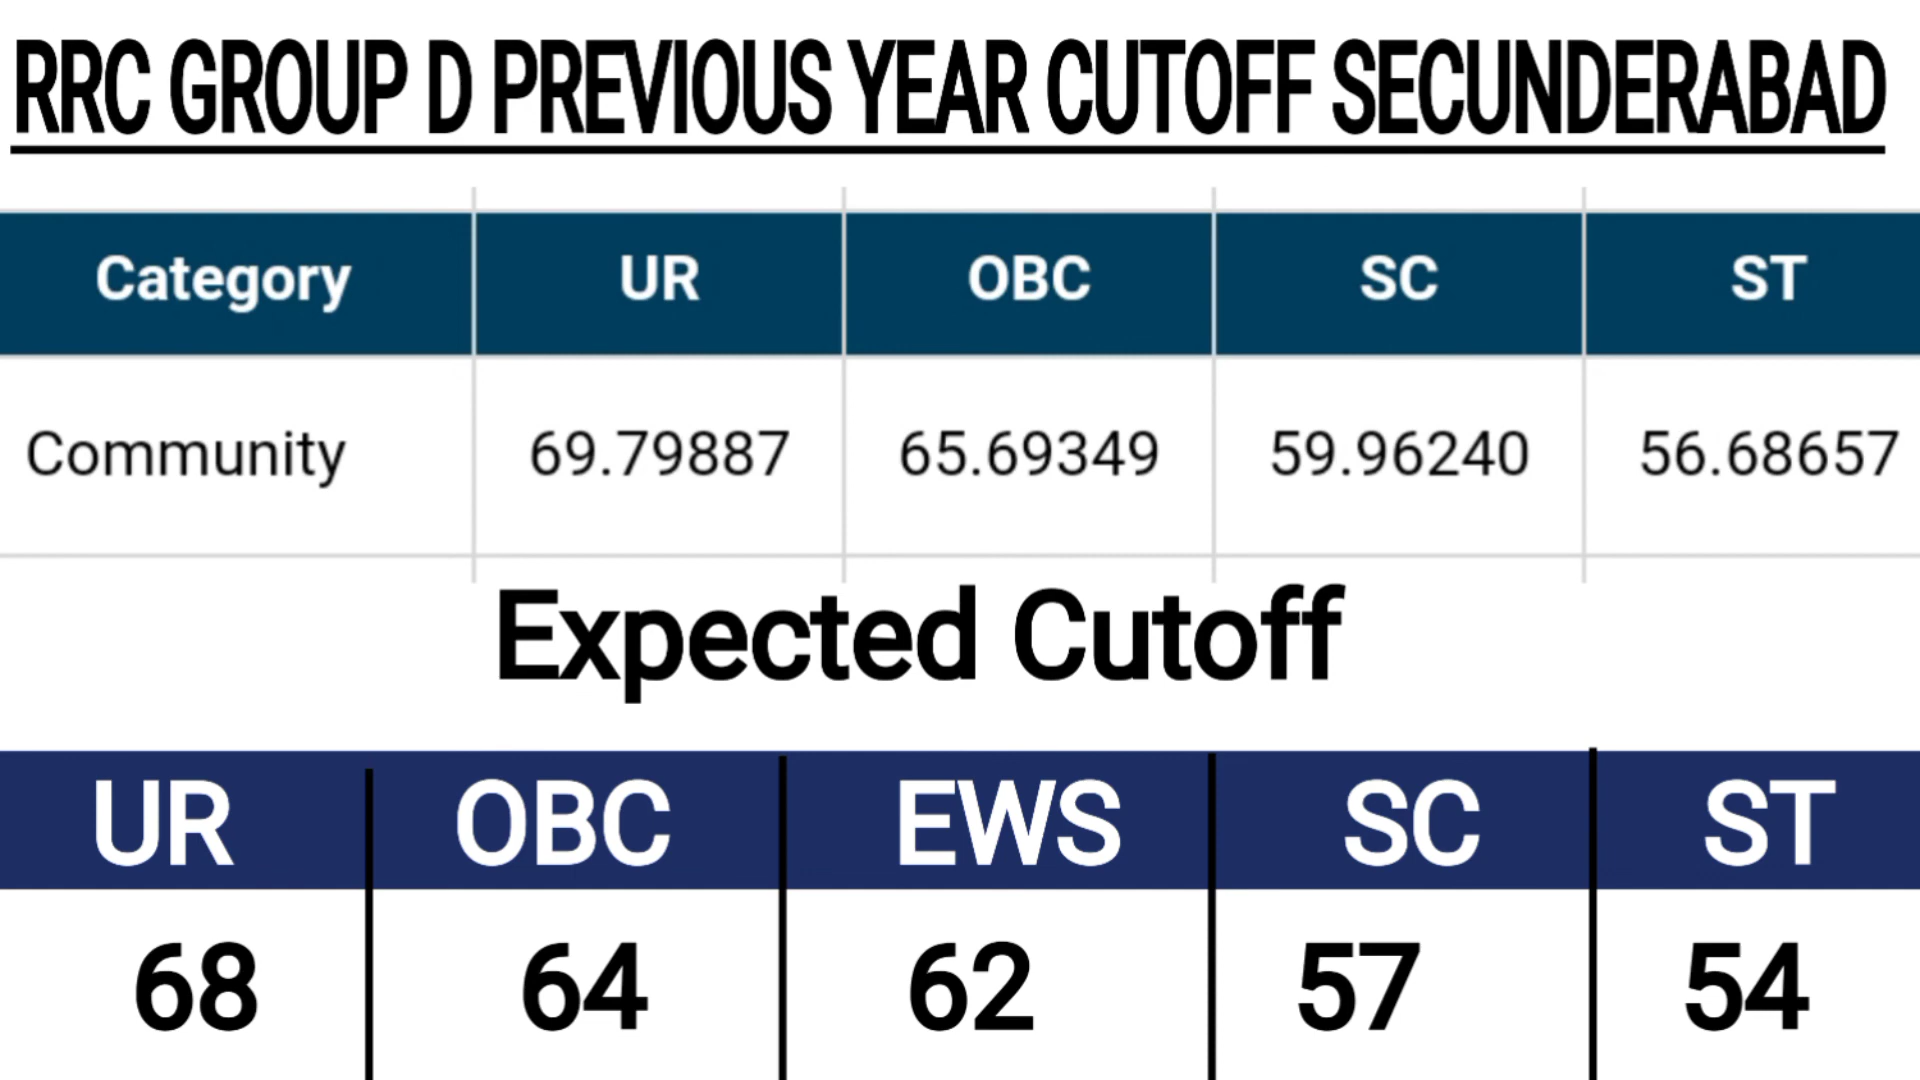 RRC GROUP D PREVIOUS YEAR CUTOFF SECUNDERABAD
Category UR OBC SC ST
Community 69.79887 65.69349 59.96240 56.68657
Expected Cutoff
UR OBC EWS SC ST
68 64 62 57 54